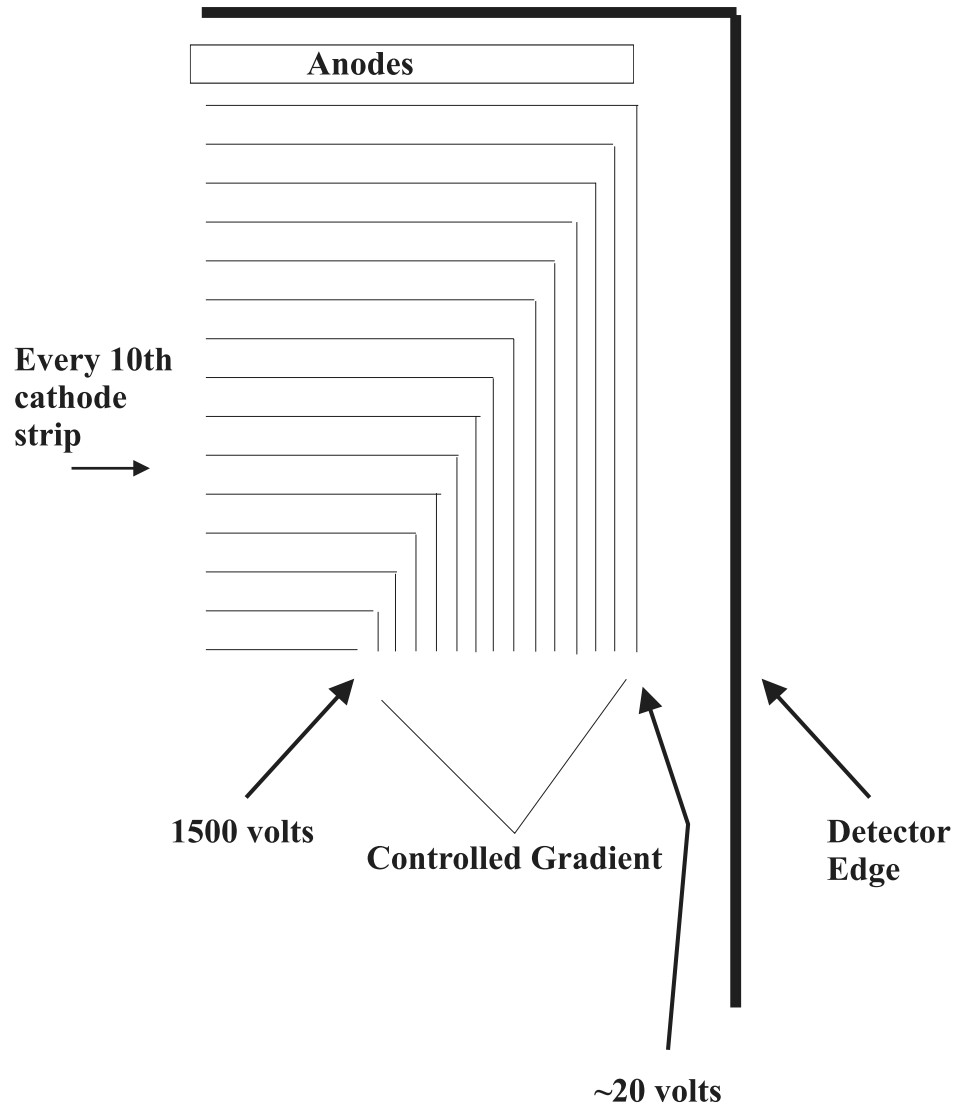 Anodes
Every 10th
cathode
strip
1500 volts
Controlled Gradient
Detector
Edge
~20 volts